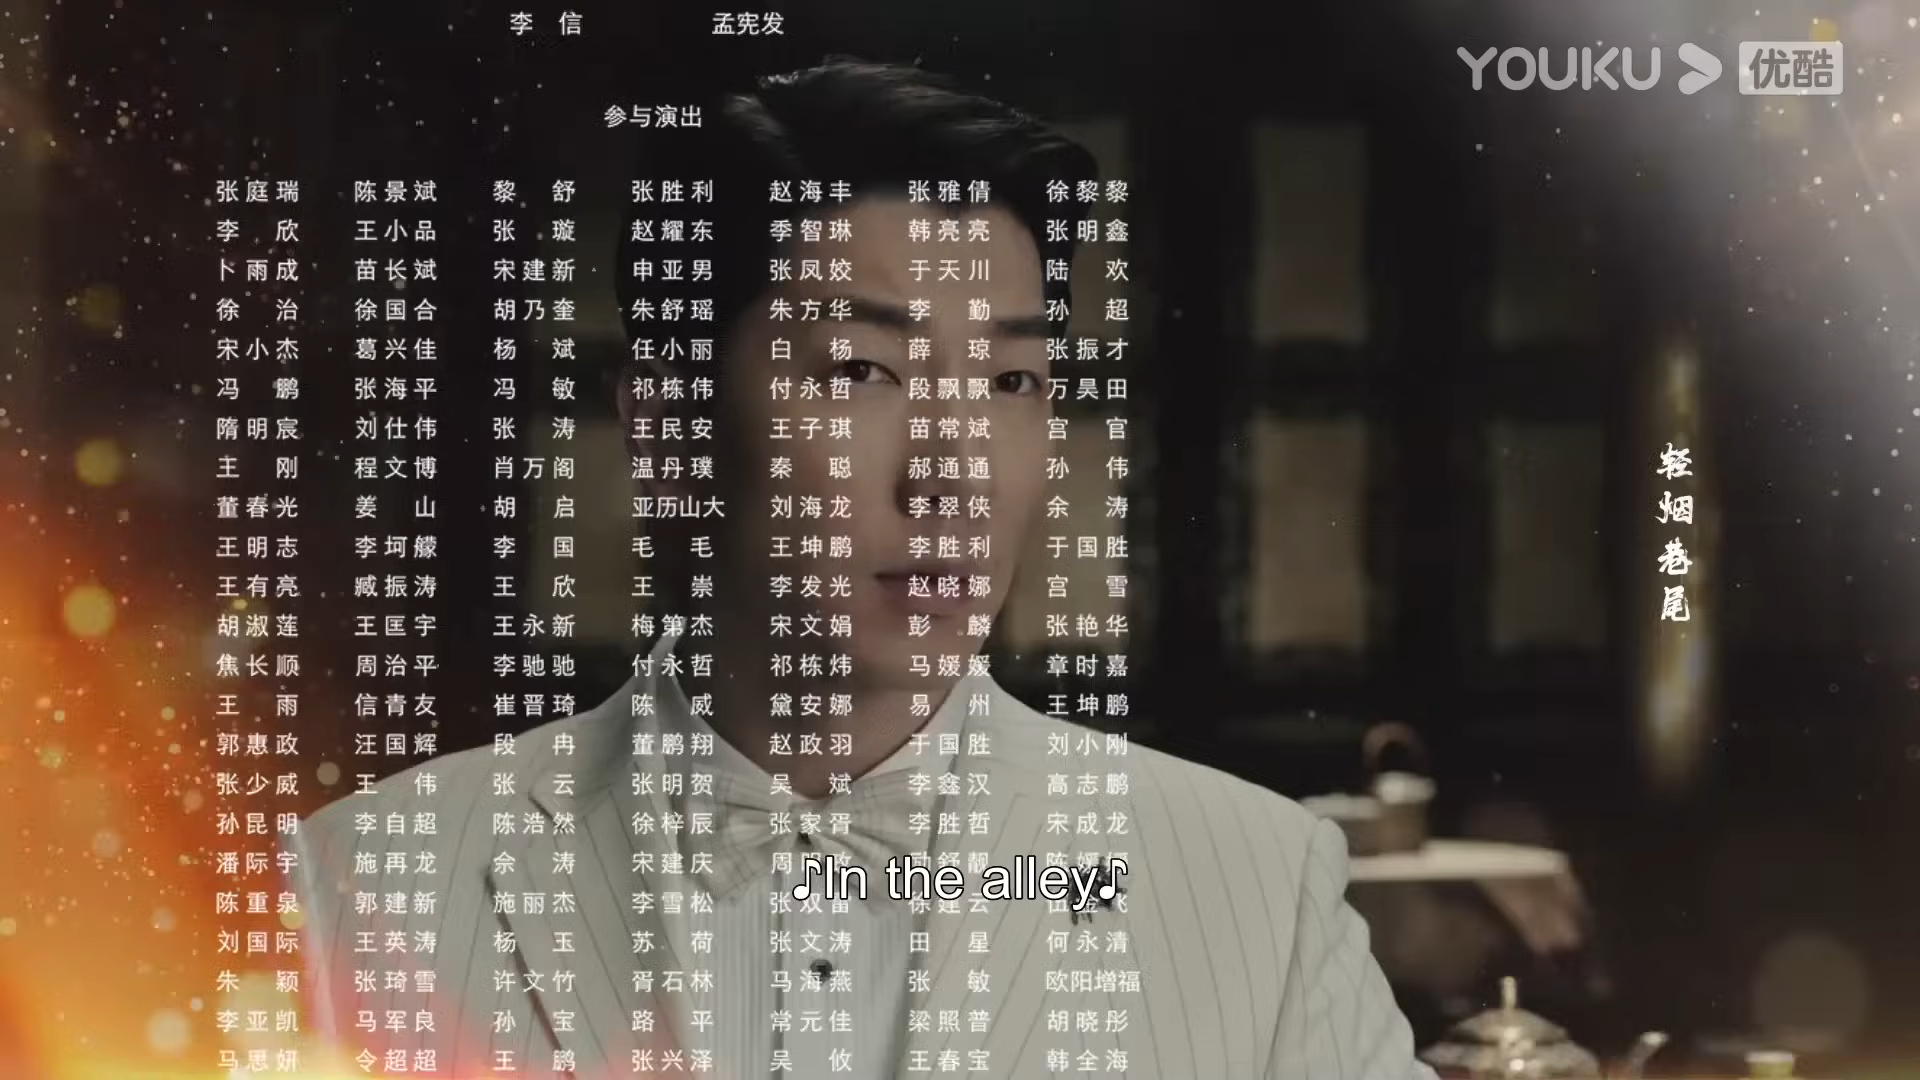 李信 孟宪发
YOUKU 优酷
参与演出
张庭瑞 陈景斌 黎舒 张胜利 赵海丰 张雅倩 徐黎黎
李欣 王小品 张璇 赵耀东 季智琳 韩亮亮 张明鑫
卜雨成 苗长斌 宋建新 申亚男 张凤姣 于天川 陆欢
徐治 徐国合 胡乃奎 朱舒瑶 朱方华 李勤 孙超
宋小杰 葛兴佳 杨斌 任小丽 白杨 薛琼 张振才
冯鹏 张海平 冯敏 祁栋伟 付永哲 段飘飘 万昊田
隋明宸 刘仕伟 张涛 王民安 王子琪 苗常斌 宫官
王刚 程文博 肖万阁 温丹璞 秦聪 郝通通 孙伟
董春光 姜山 胡启 亚历山大 刘海龙 李翠侠 余涛
王明志 李坷艨 李国 毛毛 王坤鹏 李胜利 于国胜
王有亮 臧振涛 王欣 王崇 李发光 赵晓娜 宫雪
胡淑莲 王匡宇 王永新 梅第杰 宋文娟 彭麟 张艳华
焦长顺 周治平 李驰驰 付永哲 祁栋炜 马媛媛 章时嘉
王雨 信青友 崔晋琦 陈威 黛安娜 易州 王坤鹏
郭惠政 汪国辉 段冉 董鹏翔 赵政羽 于国胜 刘小刚
张少威 王伟 张云 张明贺 吴斌 李鑫汉 高志鹏
孙昆明 李自超 陈浩然 徐梓辰 张家胥 李胜哲 宋成龙
潘际宇 施再龙 佘涛 宋建庆
陈重泉 郭建新 施丽杰 李雪松
♪In the alley♪
刘国际 王英涛 杨玉 苏荷 张文涛 田星 何永清
朱颖 张琦雪 许文竹 胥石林 马海燕 张敏 欧阳增福
李亚凯 马军良 孙宝 路平 常元佳 梁照普 胡晓彤
马思妍 令超超 王鹏 张兴泽 吴攸 王春宝 韩全海
轻烟巷尾